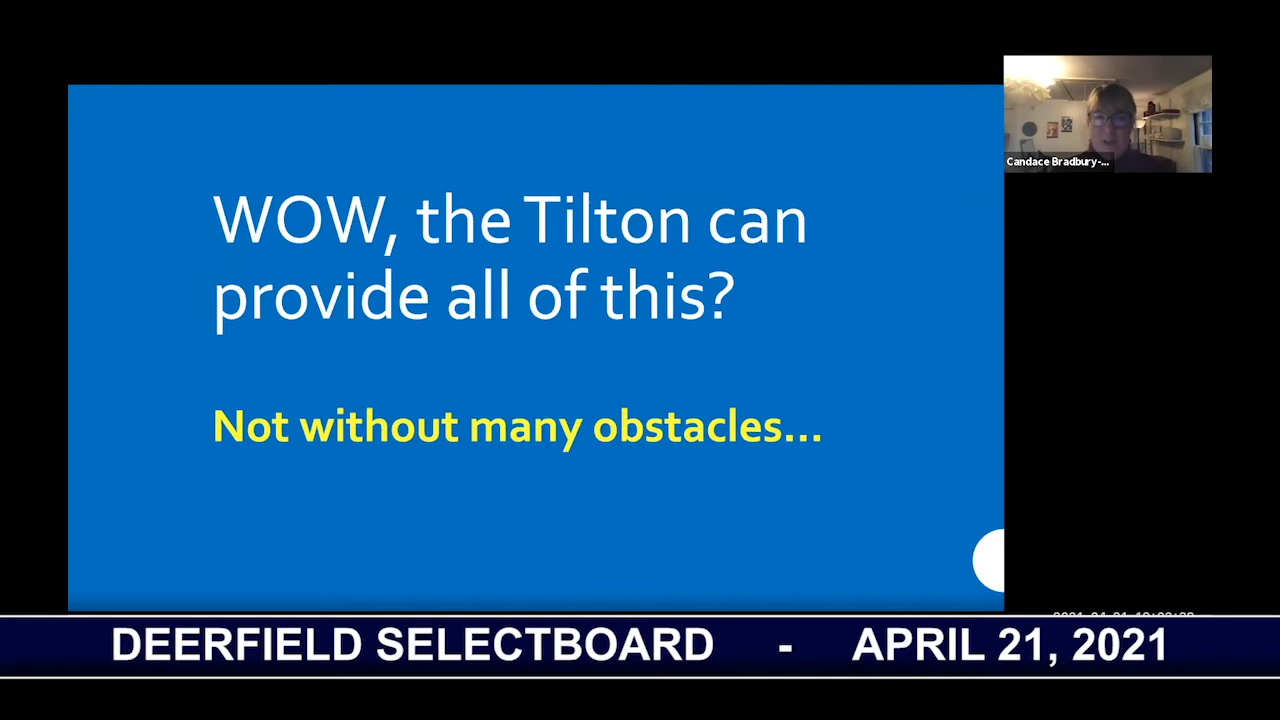 WOW, the Tilton can
provide all of this?
Not without many obstacles...
Candace Bradbury-...
DEERFIELD SELECTBOARD - APRIL 21, 2021